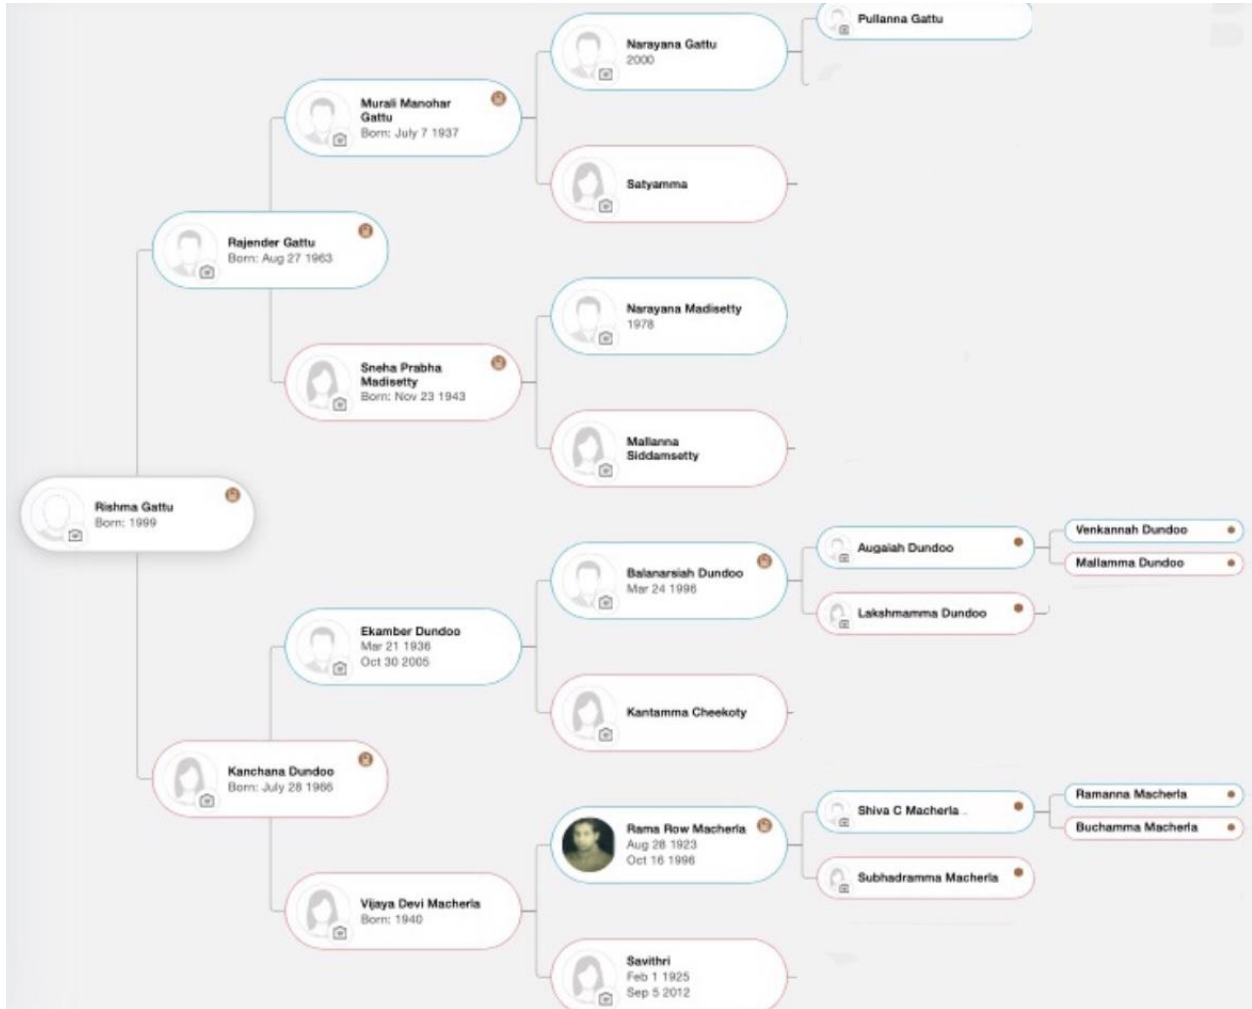 Pullanna Gattu
Narayana Gattu
2000
Murali Manohar
Gattu
Born: July 7 1937
Satyamma
Rajender Gattu
Born: Aug 27 1963
Narayana Madisetty
1978
Sneha Prabha
Madisetty
Born: Nov 23 1943
Mallanna
Siddamsetty
Rishma Gattu
Born: 1999
Venkannah Dundoo
Augaiah Dundoo
Mallamma Dundoo
Balanarsiah Dundoo
Mar 24 1996
Lakshmamma Dundoo
Ekamber Dundoo
Mar 21 1936
Oct 30 2005
Kantamma Cheekoty
Kanchana Dundoo
Born: July 28 1966
Ramanna Macherla
Shiva C Macherla
Buchamma Macherla
Rama Row Macherla
Aug 28 1923
Oct 16 1996
Subhadramma Macherla
Vijaya Devi Macherla
Born: 1940
Savithri
Feb 1 1925
Sep 5 2012